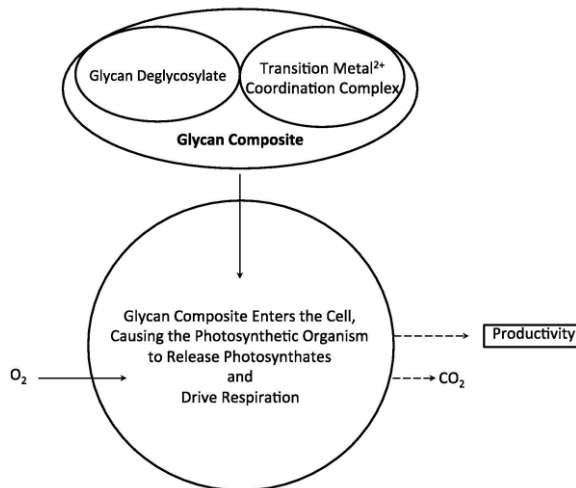 Glycan Deglycosylate
Transition Metal²⁺
Coordination Complex
Glycan Composite
Glycan Composite Enters the Cell,
Causing the Photosynthetic Organism
to Release Photosynthates
and
Drive Respiration
Productivity
O₂
CO₂